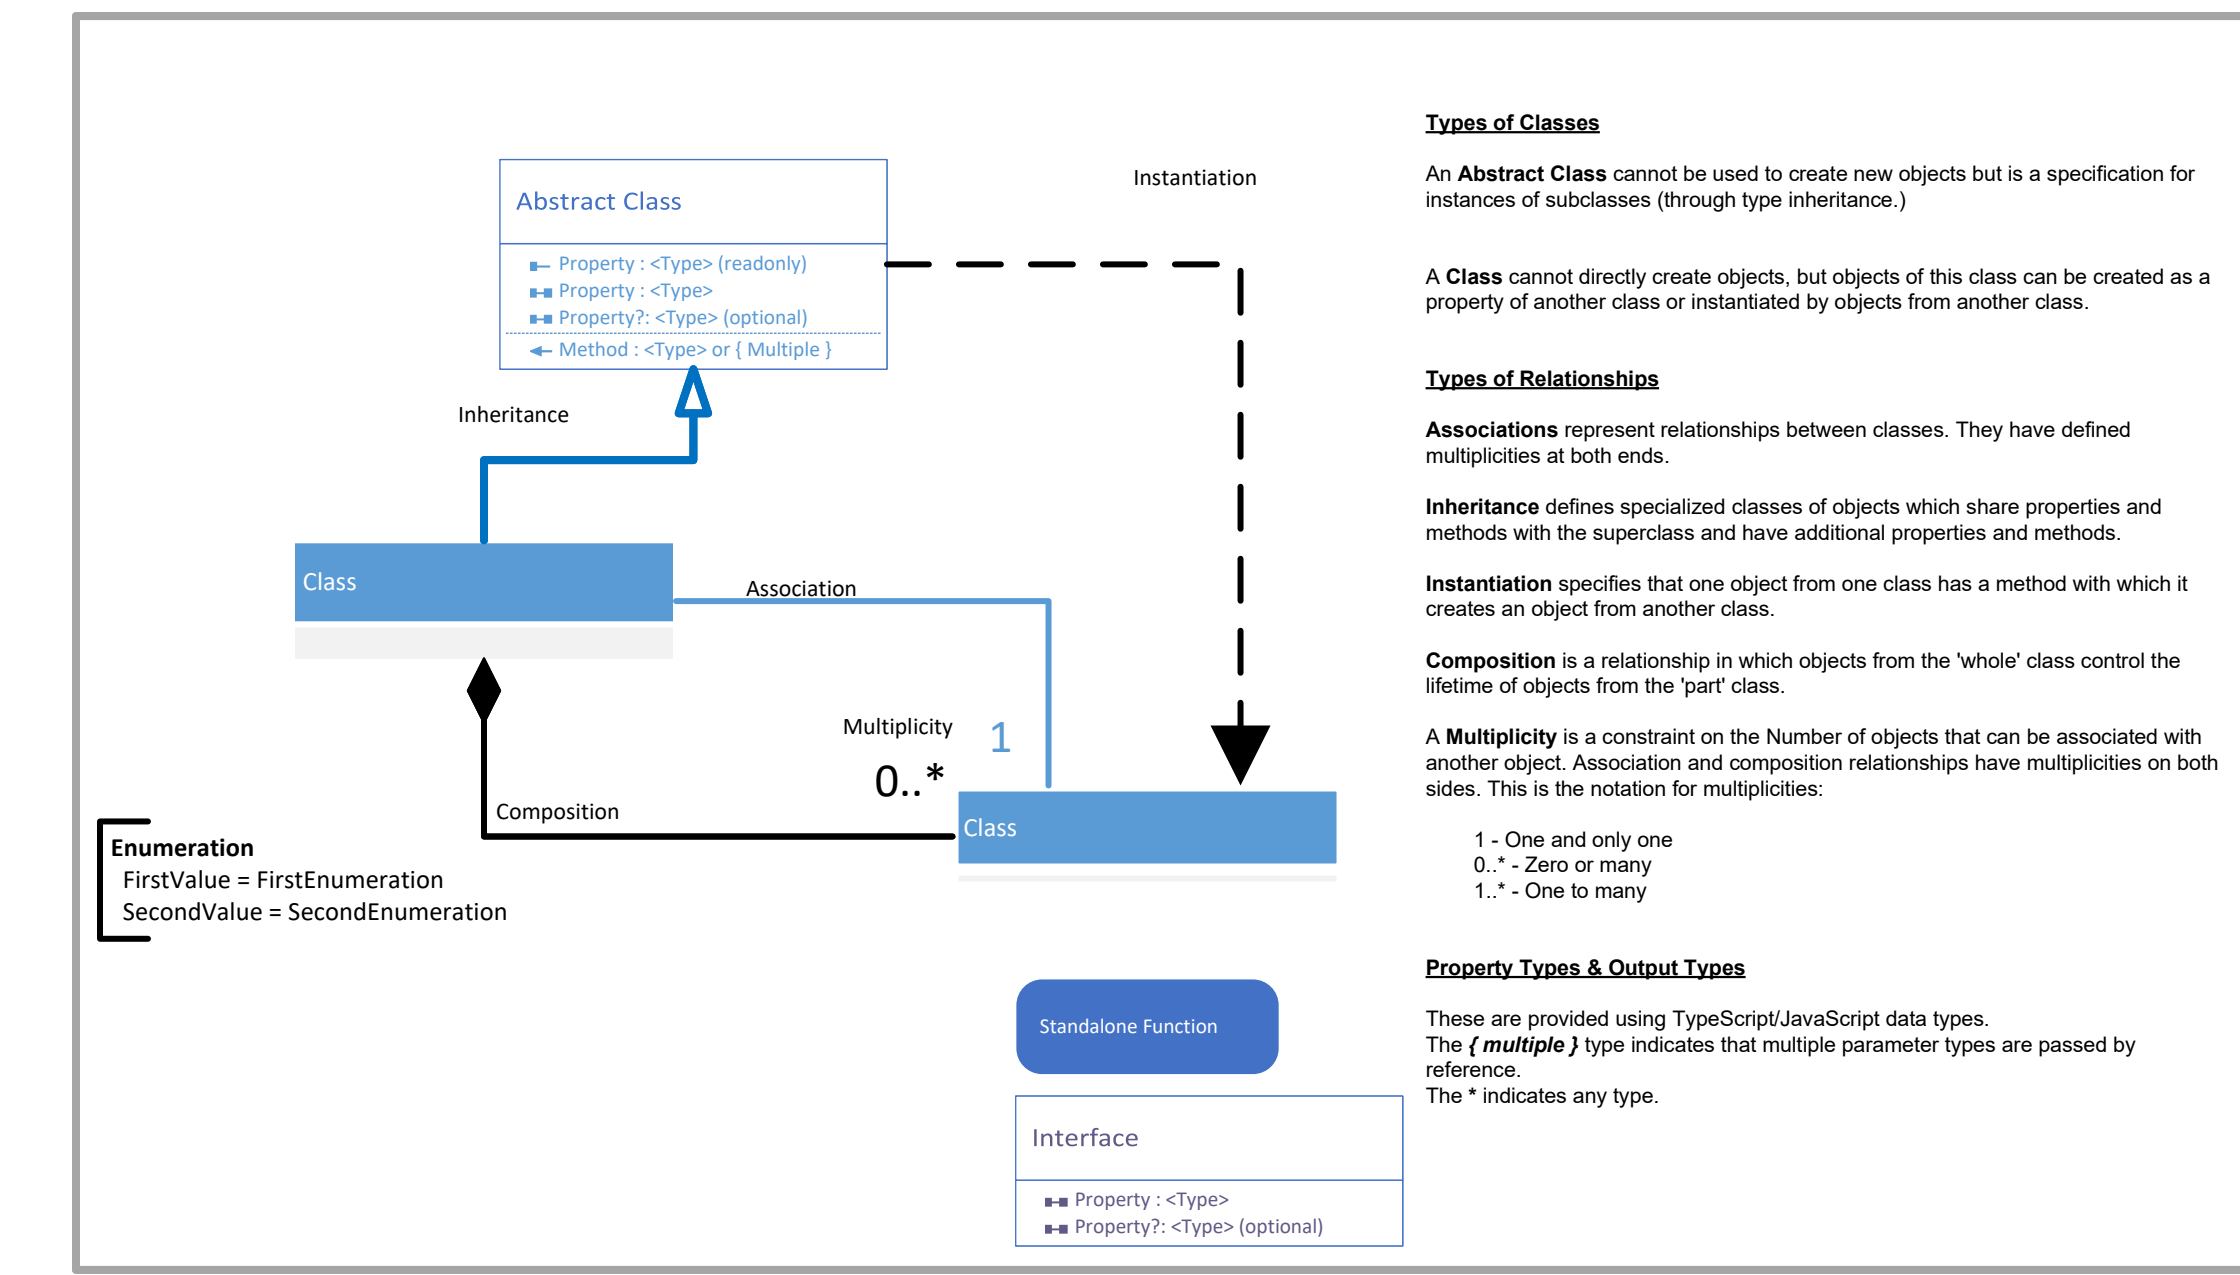 Instantiation
Abstract Class
Property : <Type> (readonly)
Property : <Type>
Property?: <Type> (optional)
Method : <Type> or { Multiple }
Inheritance
Class
Association
Multiplicity
1
0..*
Composition
Class
Enumeration
FirstValue = FirstEnumeration
SecondValue = SecondEnumeration
Standalone Function
Interface
Property : <Type>
Property?: <Type> (optional)
Types of Classes
An Abstract Class cannot be used to create new objects but is a specification for
instances of subclasses (through type inheritance.)
A Class cannot directly create objects, but objects of this class can be created as a
property of another class or instantiated by objects from another class.
Types of Relationships
Associations represent relationships between classes. They have defined
multiplicities at both ends.
Inheritance defines specialized classes of objects which share properties and
methods with the superclass and have additional properties and methods.
Instantiation specifies that one object from one class has a method with which it
creates an object from another class.
Composition is a relationship in which objects from the 'whole' class control the
lifetime of objects from the 'part' class.
A Multiplicity is a constraint on the Number of objects that can be associated with
another object. Association and composition relationships have multiplicities on both
sides. This is the notation for multiplicities:
1 - One and only one
0..* - Zero or many
1..* - One to many
Property Types & Output Types
These are provided using TypeScript/JavaScript data types.
The { multiple } type indicates that multiple parameter types are passed by
reference.
The * indicates any type.